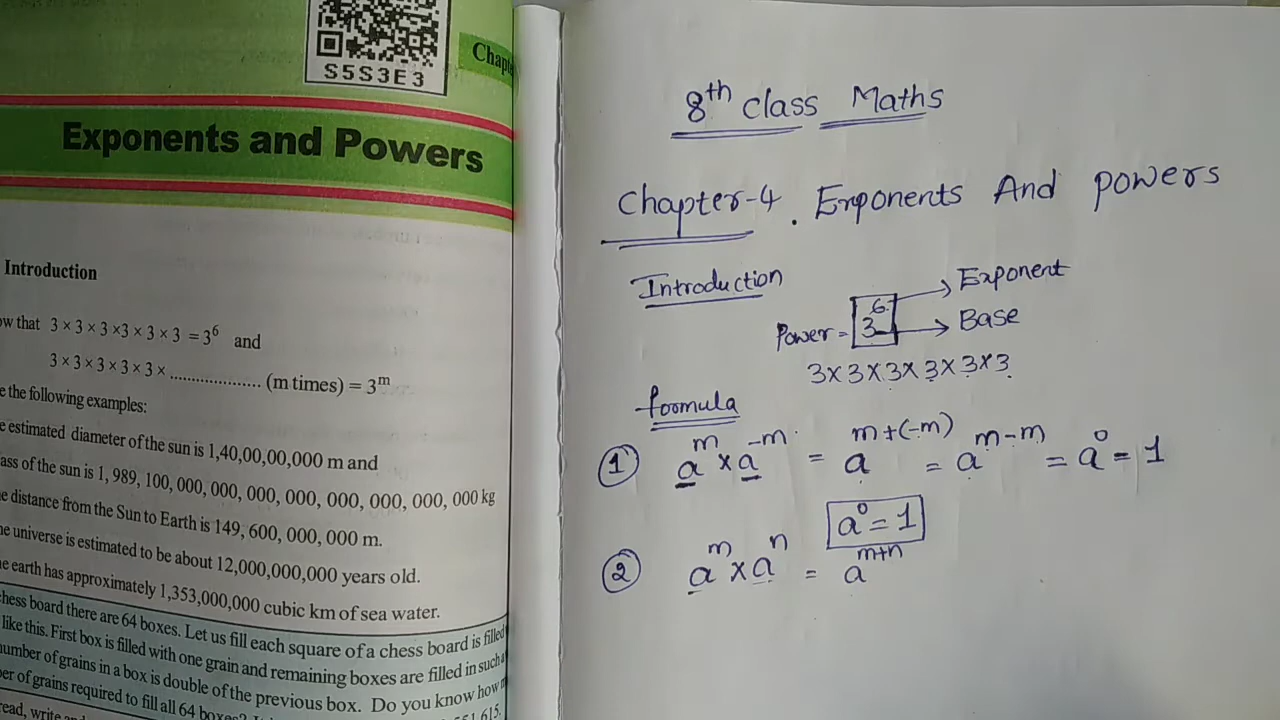 S5S3E3
Exponents and Powers
Introduction
that 3 × 3 × 3 ×3 × 3 × 3 = 3⁶ and
3 × 3 × 3 × 3 × 3 × .................... (m times) = 3ᵐ
the following examples:
estimated diameter of the sun is 1,40,00,00,000 m and
of the sun is 1, 989, 100, 000, 000, 000, 000, 000, 000, 000, 000 kg
distance from the Sun to Earth is 149, 600, 000, 000 m.
universe is estimated to be about 12,000,000,000 years old.
earth has approximately 1,353,000,000 cubic km of sea water.
board there are 64 boxes. Let us fill each square of a chess board is filled
like this. First box is filled with one grain and remaining boxes are filled in such
of grains in a box is double of the previous box. Do you know how
of grains required to fill all 64 boxes?
read, write
615.
8ᵗʰ class Maths
Chapter-4. Exponents And powers
Introduction
Exponent
Power = 3⁶
Base
3×3×3×3×3×3
formula
① aᵐ × a⁻ᵐ = aᵐ⁺⁽⁻ᵐ⁾ = aᵐ⁻ᵐ = a⁰ = 1
a⁰ = 1
② aᵐ × aⁿ = aᵐ⁺ⁿ